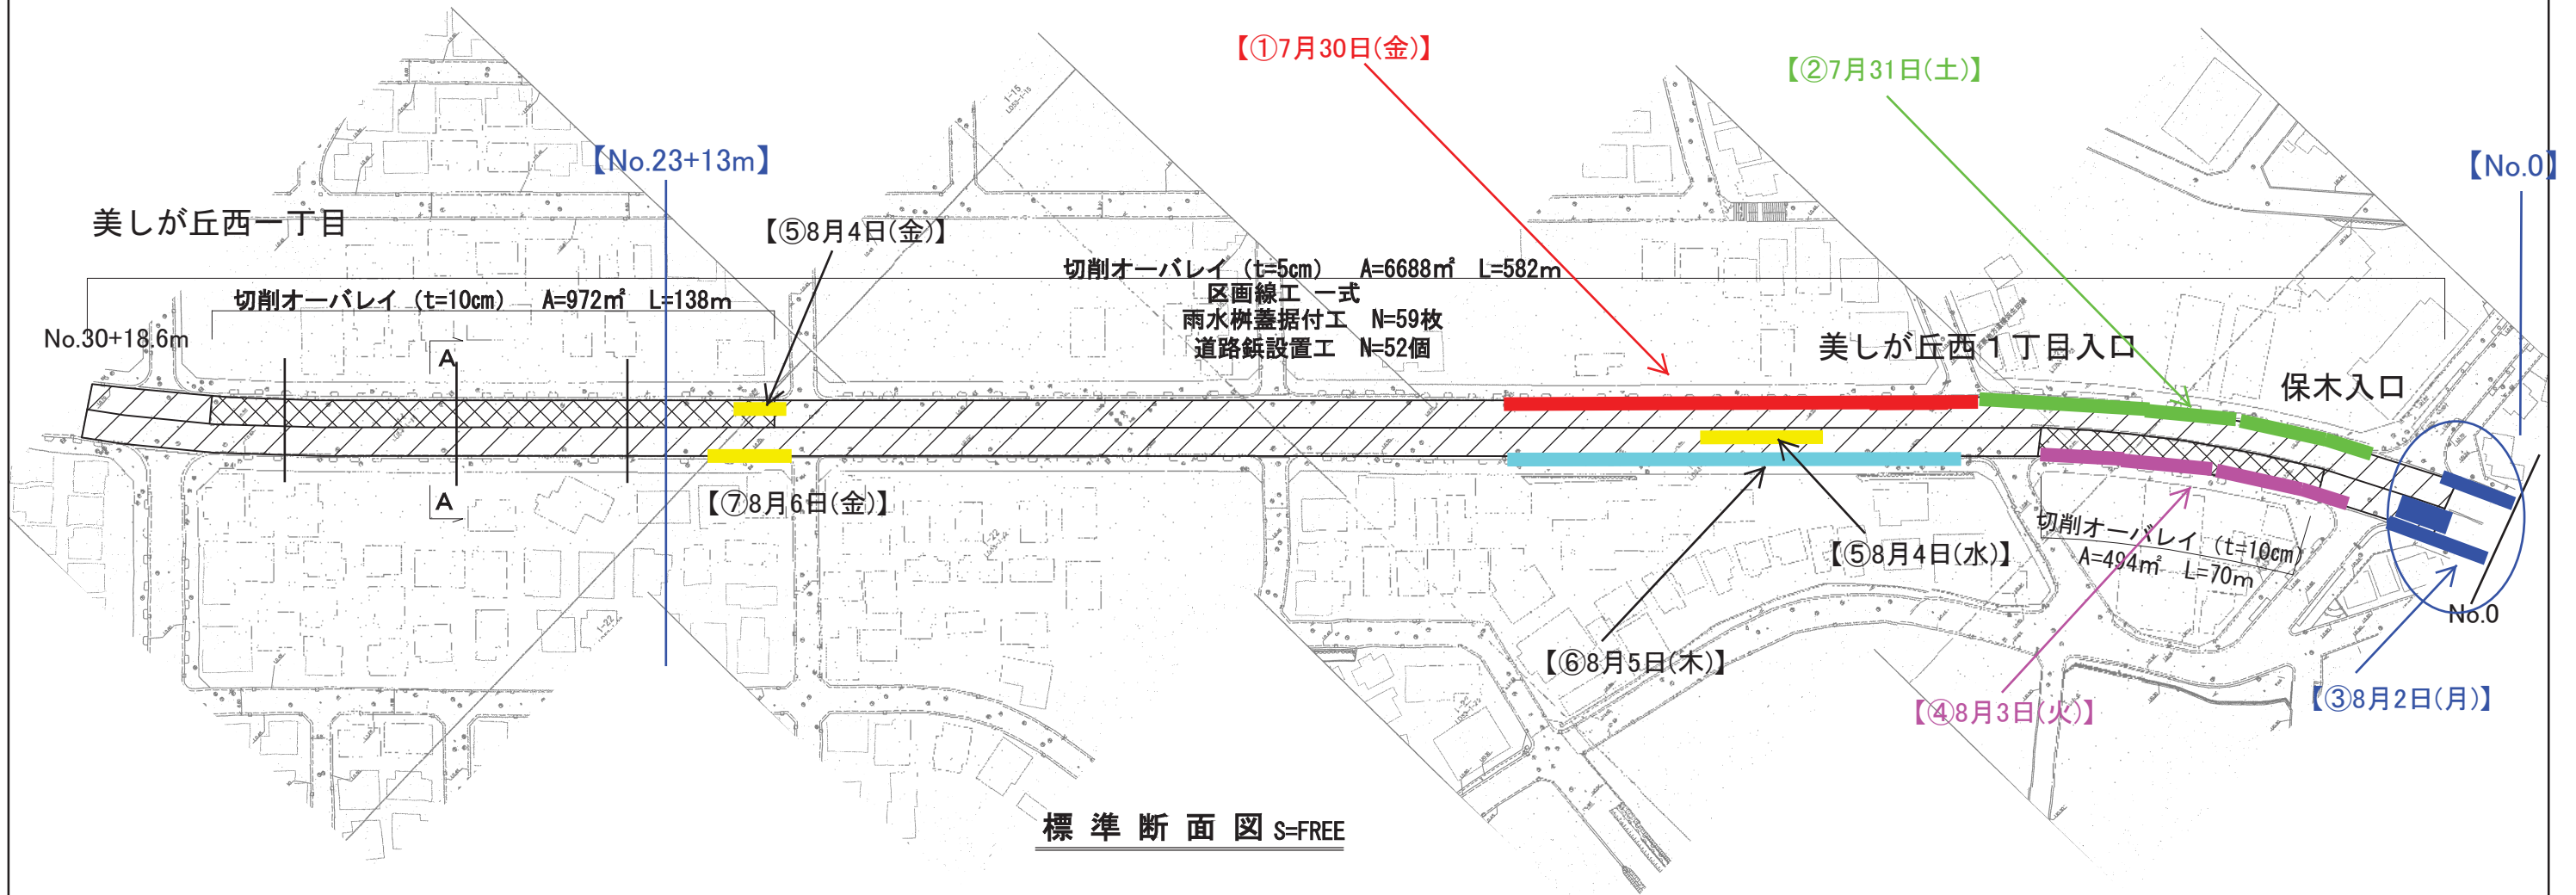 【①7月30日(金)】
【②7月31日(土)】
【No.23+13m】
【No.0】
美しが丘西一丁目
【⑤8月4日(金)】
切削オーバレイ（t=5cm） A=6688㎡ L=582m
切削オーバレイ（t=10cm） A=972㎡ L=138m
区画線工 一式
雨水桝蓋据付工 N=59枚
道路鋲設置工 N=52個
No.30+18.6m
美しが丘西１丁目入口
保木入口
A
A
【⑦8月6日(金)】
切削オーバレイ（t=10cm）
A=494㎡ L=70m
【⑤8月4日(水)】
No.0
【⑥8月5日(木)】
【④8月3日(火)】
【③8月2日(月)】
I-15
I-22
I-22
標準断面図 S=FREE